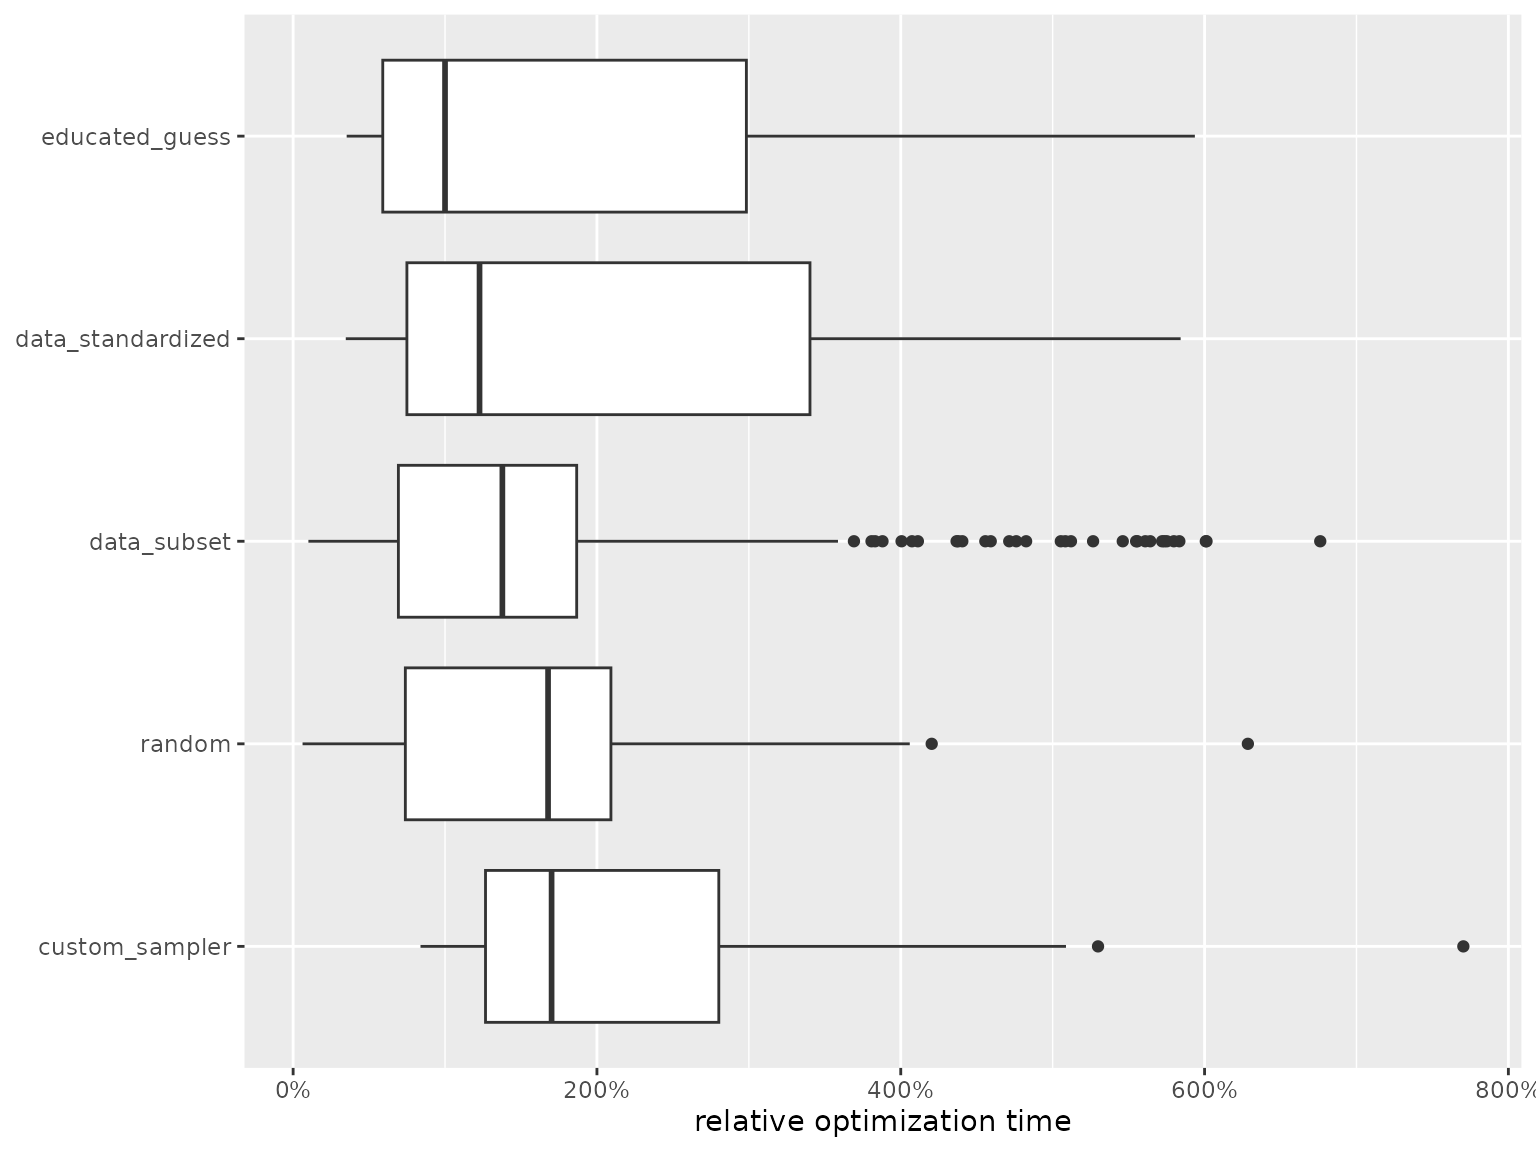 educated_guess
data_standardized
data_subset
random
custom_sampler
0% 200% 400% 600% 800%
relative optimization time